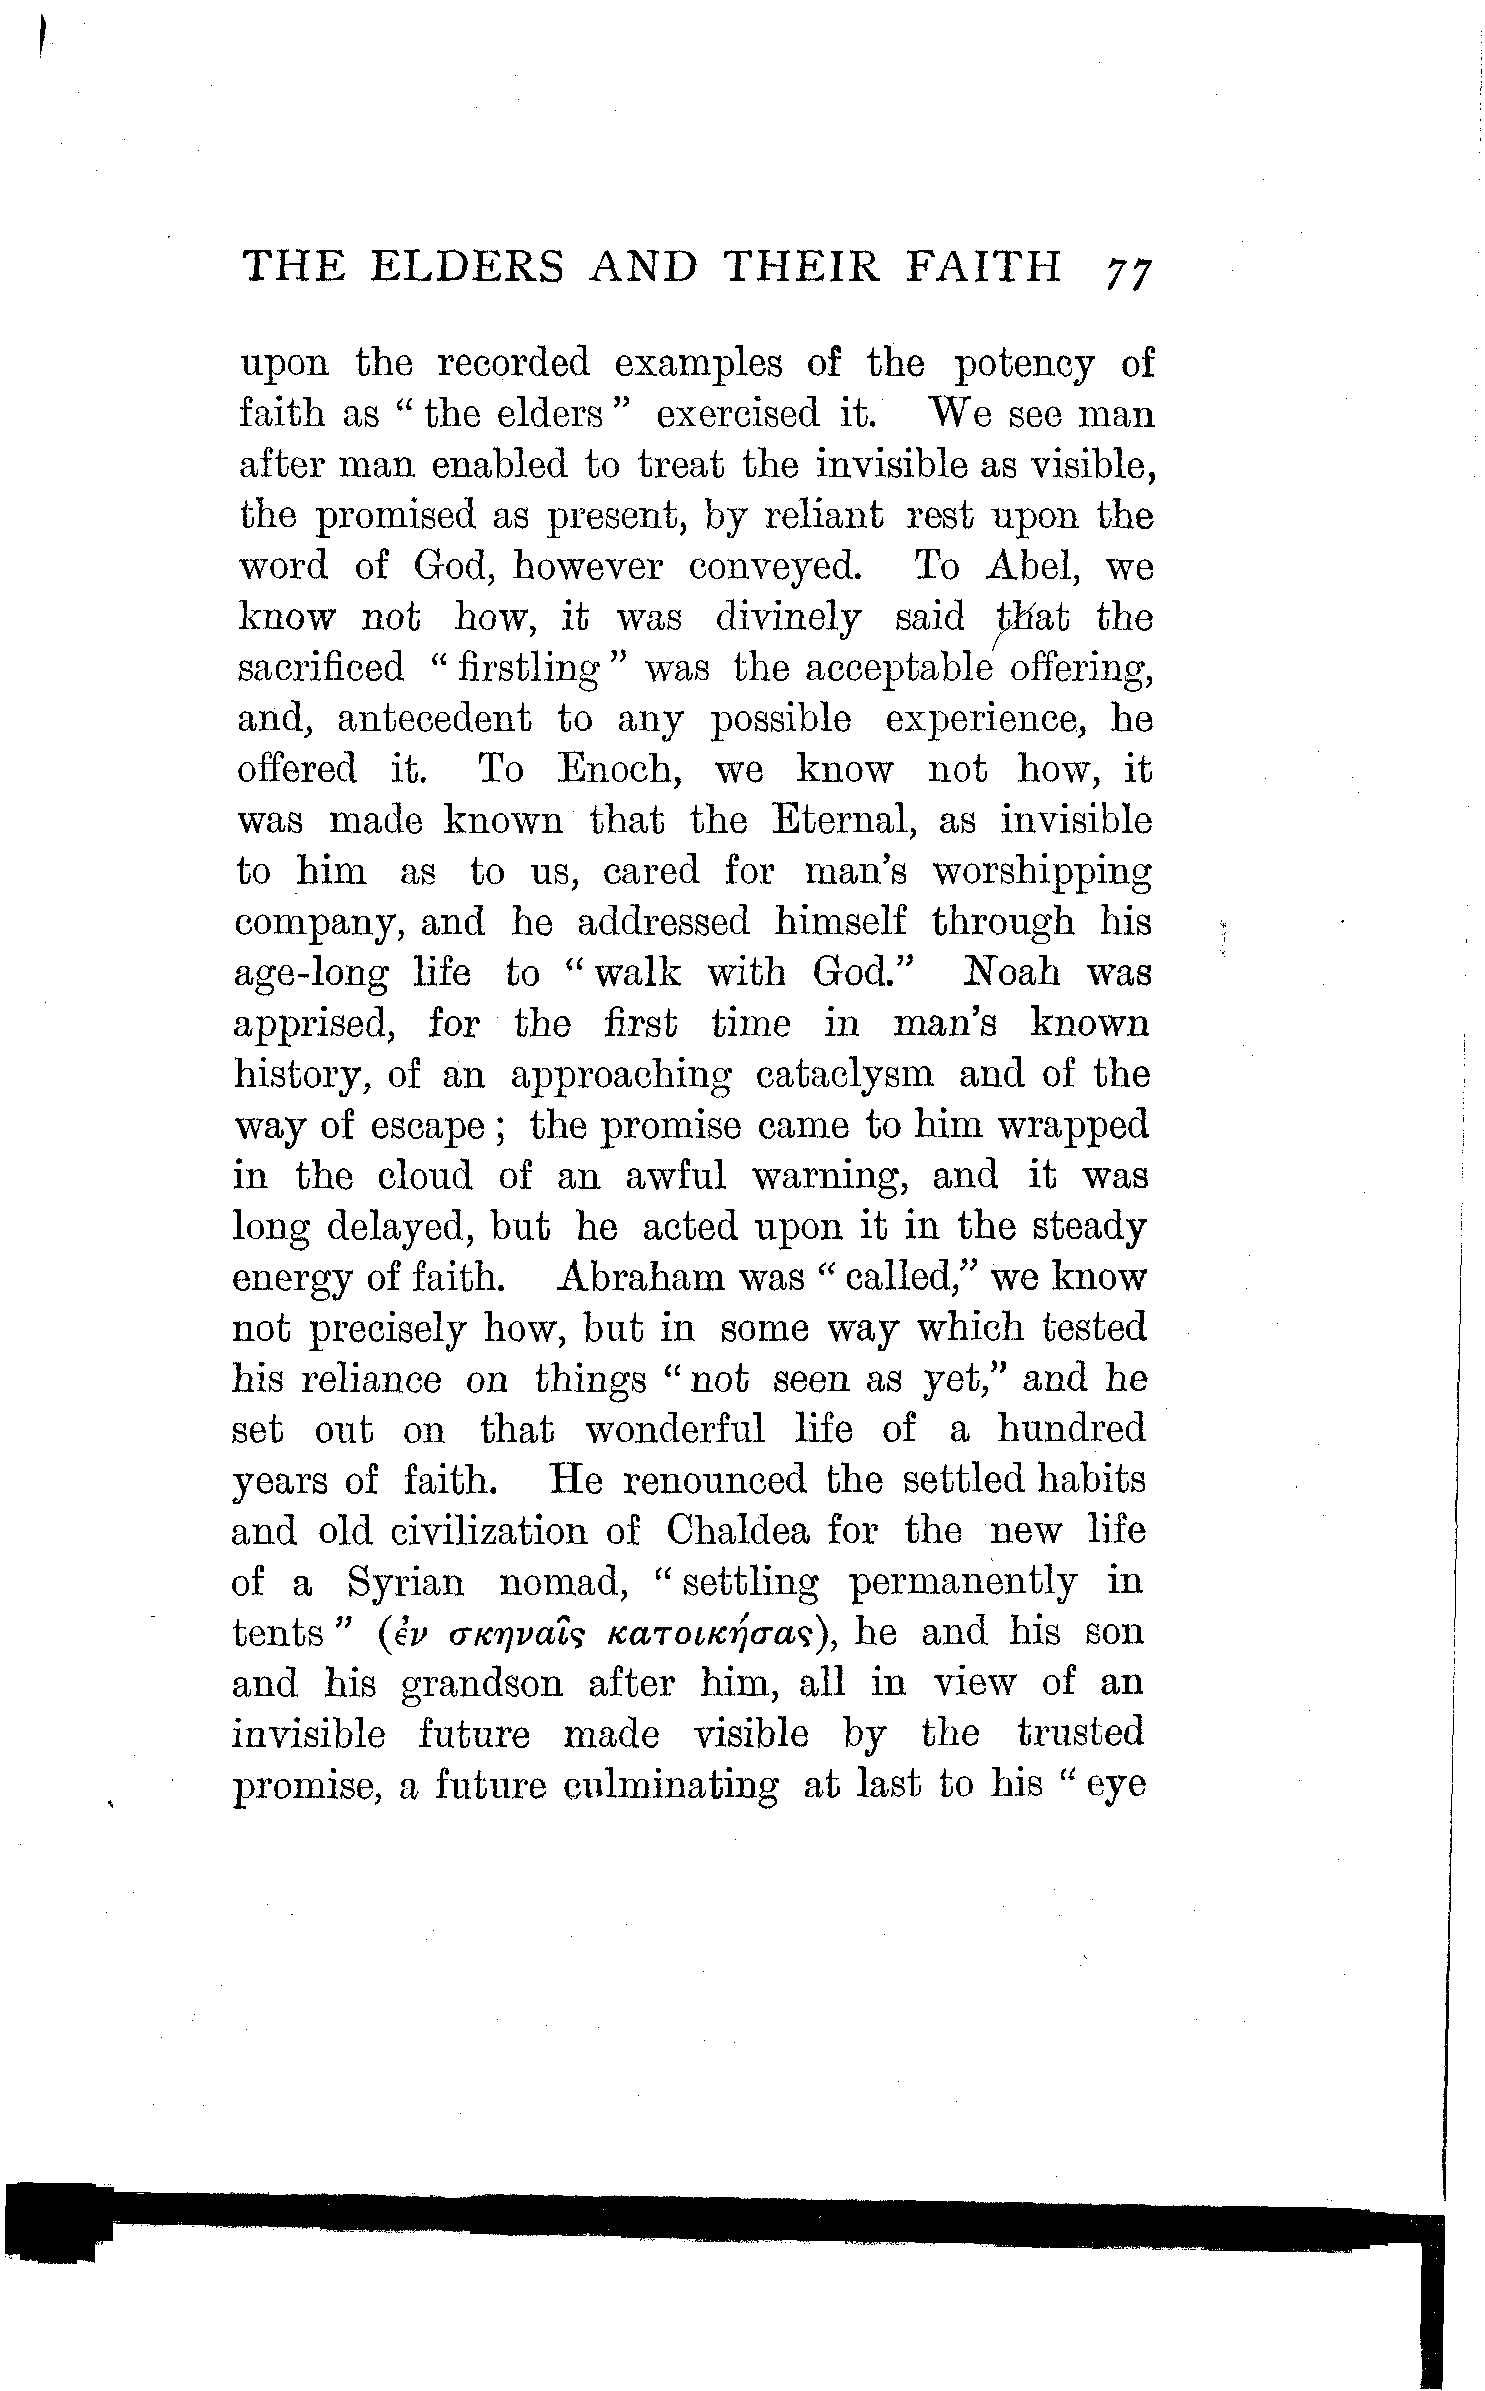 THE ELDERS AND THEIR FAITH 77
upon the recorded examples of the potency of
faith as “ the elders ” exercised it. We see man
after man enabled to treat the invisible as visible,
the promised as present, by reliant rest upon the
word of God, however conveyed. To Abel, we
know not how, it was divinely said that the
sacrificed “ firstling ” was the acceptable offering,
and, antecedent to any possible experience, he
offered it. To Enoch, we know not how, it
was made known that the Eternal, as invisible
to him as to us, cared for man’s worshipping
company, and he addressed himself through his
age-long life to “ walk with God.” Noah was
apprised, for the first time in man’s known
history, of an approaching cataclysm and of the
way of escape ; the promise came to him wrapped
in the cloud of an awful warning, and it was
long delayed, but he acted upon it in the steady
energy of faith. Abraham was “ called,” we know
not precisely how, but in some way which tested
his reliance on things “ not seen as yet,” and he
set out on that wonderful life of a hundred
years of faith. He renounced the settled habits
and old civilization of Chaldea for the new life
of a Syrian nomad, “ settling permanently in
tents ” (ἐν σκηναῖς κατοικήσας), he and his son
and his grandson after him, all in view of an
invisible future made visible by the trusted
promise, a future culminating at last to his “ eye